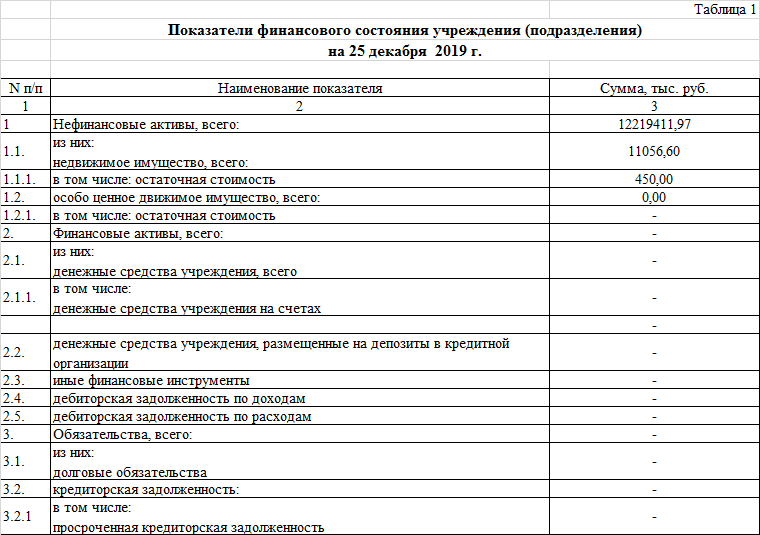 Таблица 1
Показатели финансового состояния учреждения (подразделения)
на 25 декабря 2019 г.
N п/п Наименование показателя Сумма, тыс. руб.
1 2 3
1 Нефинансовые активы, всего: 12219411,97
из них:
1.1. недвижимое имущество, всего: 11056,60
1.1.1. в том числе: остаточная стоимость 450,00
1.2. особо ценное движимое имущество, всего: 0,00
1.2.1. в том числе: остаточная стоимость -
2. Финансовые активы, всего: -
из них:
2.1. денежные средства учреждения, всего -
в том числе:
2.1.1. денежные средства учреждения на счетах -
-
2.2. денежные средства учреждения, размещенные на депозиты в кредитной -
организации
2.3. иные финансовые инструменты -
2.4. дебиторская задолженность по доходам -
2.5. дебиторская задолженность по расходам -
3. Обязательства, всего: -
из них:
3.1. долговые обязательства -
3.2. кредиторская задолженность: -
в том числе:
3.2.1 просроченная кредиторская задолженность -